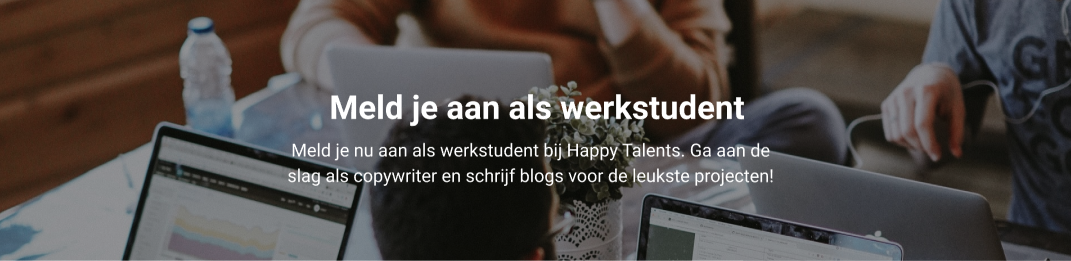 Meld je aan als werkstudent
Meld je nu aan als werkstudent bij Happy Talents. Ga aan de
slag als copywriter en schrijf blogs voor de leukste projecten!